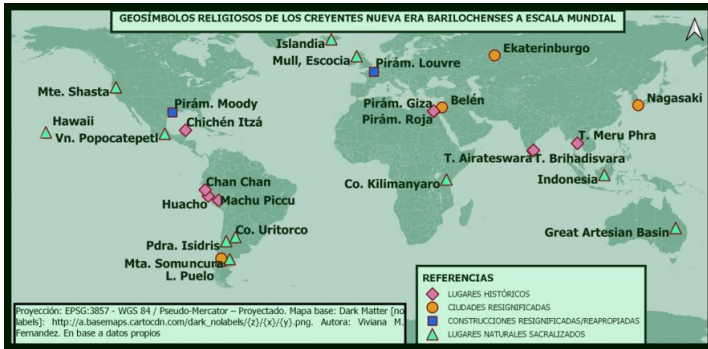 GEOSÍMBOLOS RELIGIOSOS DE LOS CREYENTES NUEVA ERA BARILOCHENSES A ESCALA MUNDIAL
Islandia
Mull, Escocia
Pirám. Louvre
Ekaterinburgo
Mte. Shasta
Pirám. Moody
Pirám. Giza
Belén
Nagasaki
Hawaii
Chichén Itzá
Pirám. Roja
Vn. Popocatepetl
T. Meru Phra
T. Airateswara
T. Brihadisvara
Chan Chan
Co. Kilimanyaro
Indonesia
Huacho
Machu Piccu
Co. Uritorco
Great Artesian Basin
Pdra. Isidris
Mta. Somuncura
L. Puelo
REFERENCIAS
LUGARES HISTÓRICOS
CIUDADES RESIGNIFICADAS
CONSTRUCCIONES RESIGNIFICADAS/REAPROPIADAS
LUGARES NATURALES SACRALIZADOS
Proyección: EPSG:3857 - WGS 84 / Pseudo-Mercator – Proyectado. Mapa base: Dark Matter [no
labels]: http://a.basemaps.cartocdn.com/dark_nolabels/{z}/{x}/{y}.png. Autora: Viviana M.
Fernandez. En base a datos propios